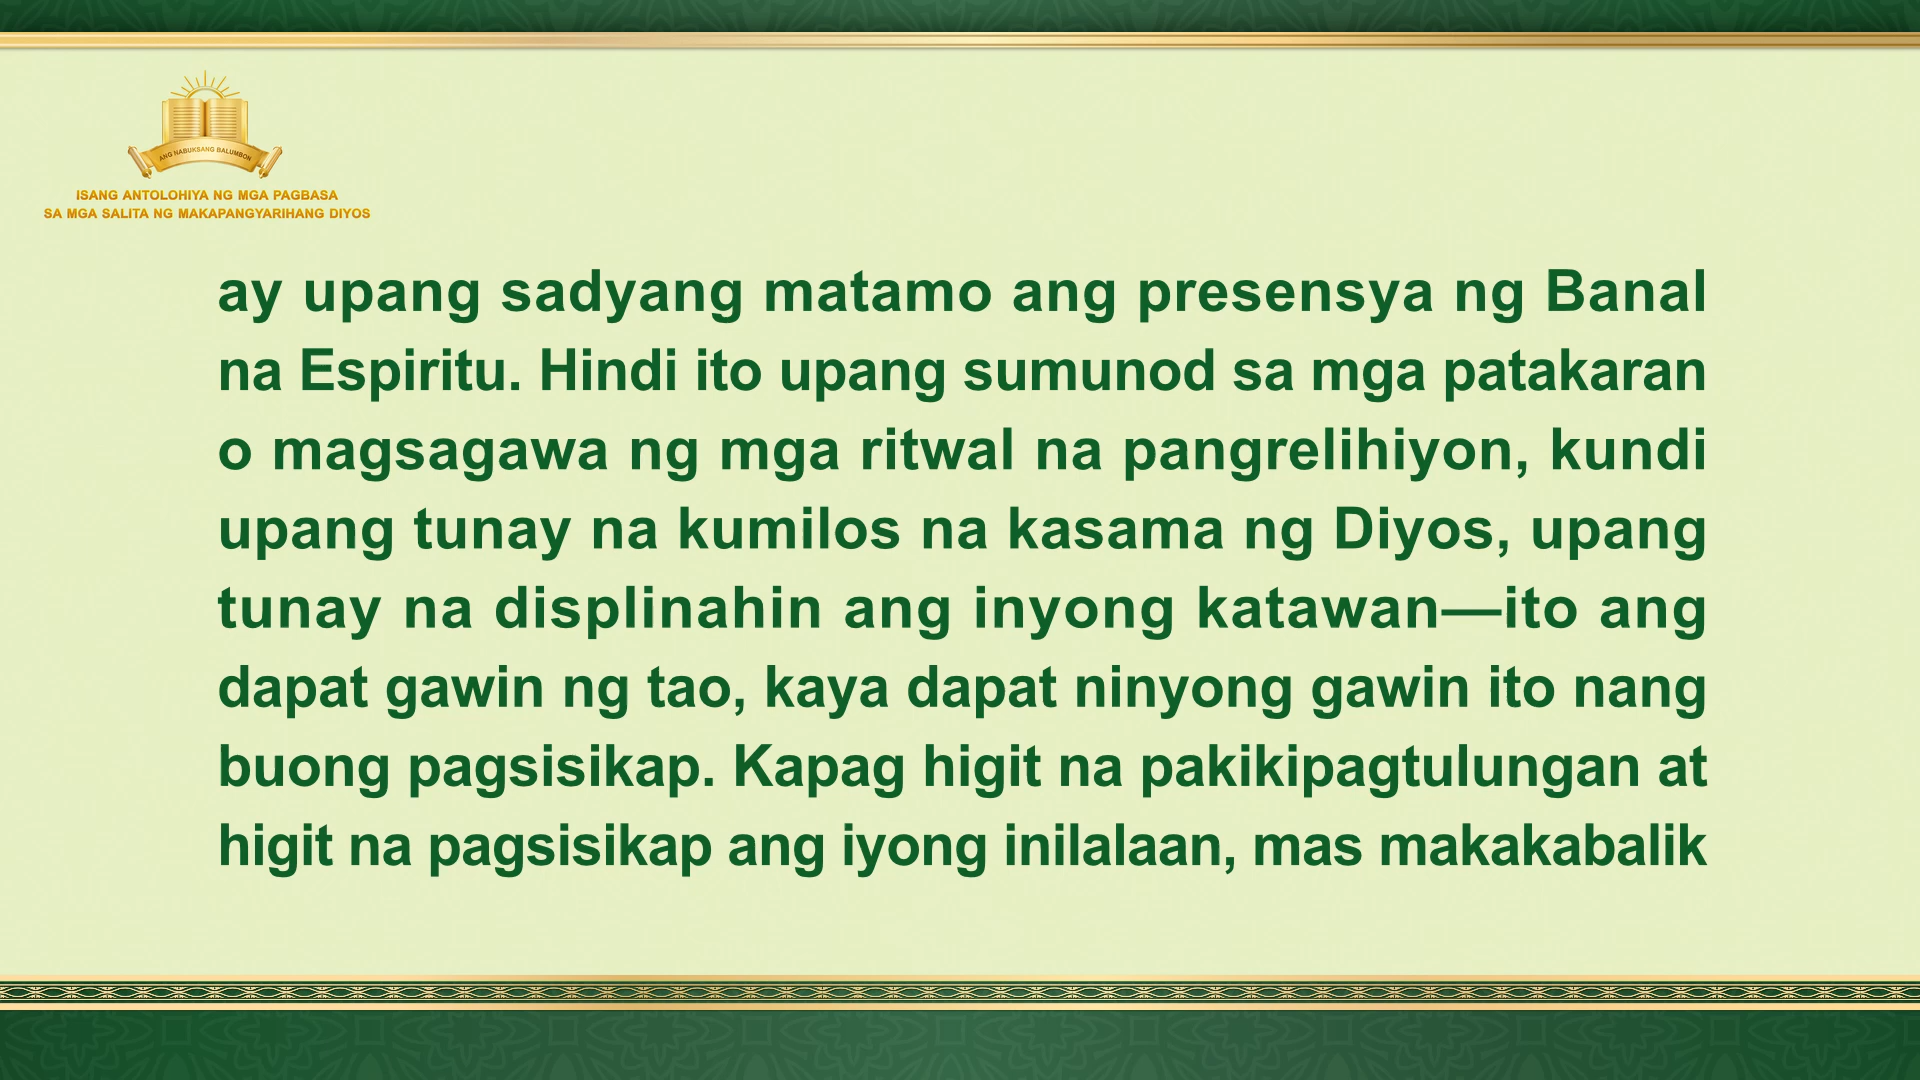 ANG NABUKSANG BALUMBON
ISANG ANTOLOHIYA NG MGA PAGBASA
SA MGA SALITA NG MAKAPANGYARIHANG DIYOS
ay upang sadyang matamo ang presensya ng Banal
na Espiritu. Hindi ito upang sumunod sa mga patakaran
o magsagawa ng mga ritwal na pangrelihiyon, kundi
upang tunay na kumilos na kasama ng Diyos, upang
tunay na displinahin ang inyong katawan—ito ang
dapat gawin ng tao, kaya dapat ninyong gawin ito nang
buong pagsisikap. Kapag higit na pakikipagtulungan at
higit na pagsisikap ang iyong inilalaan, mas makakabalik